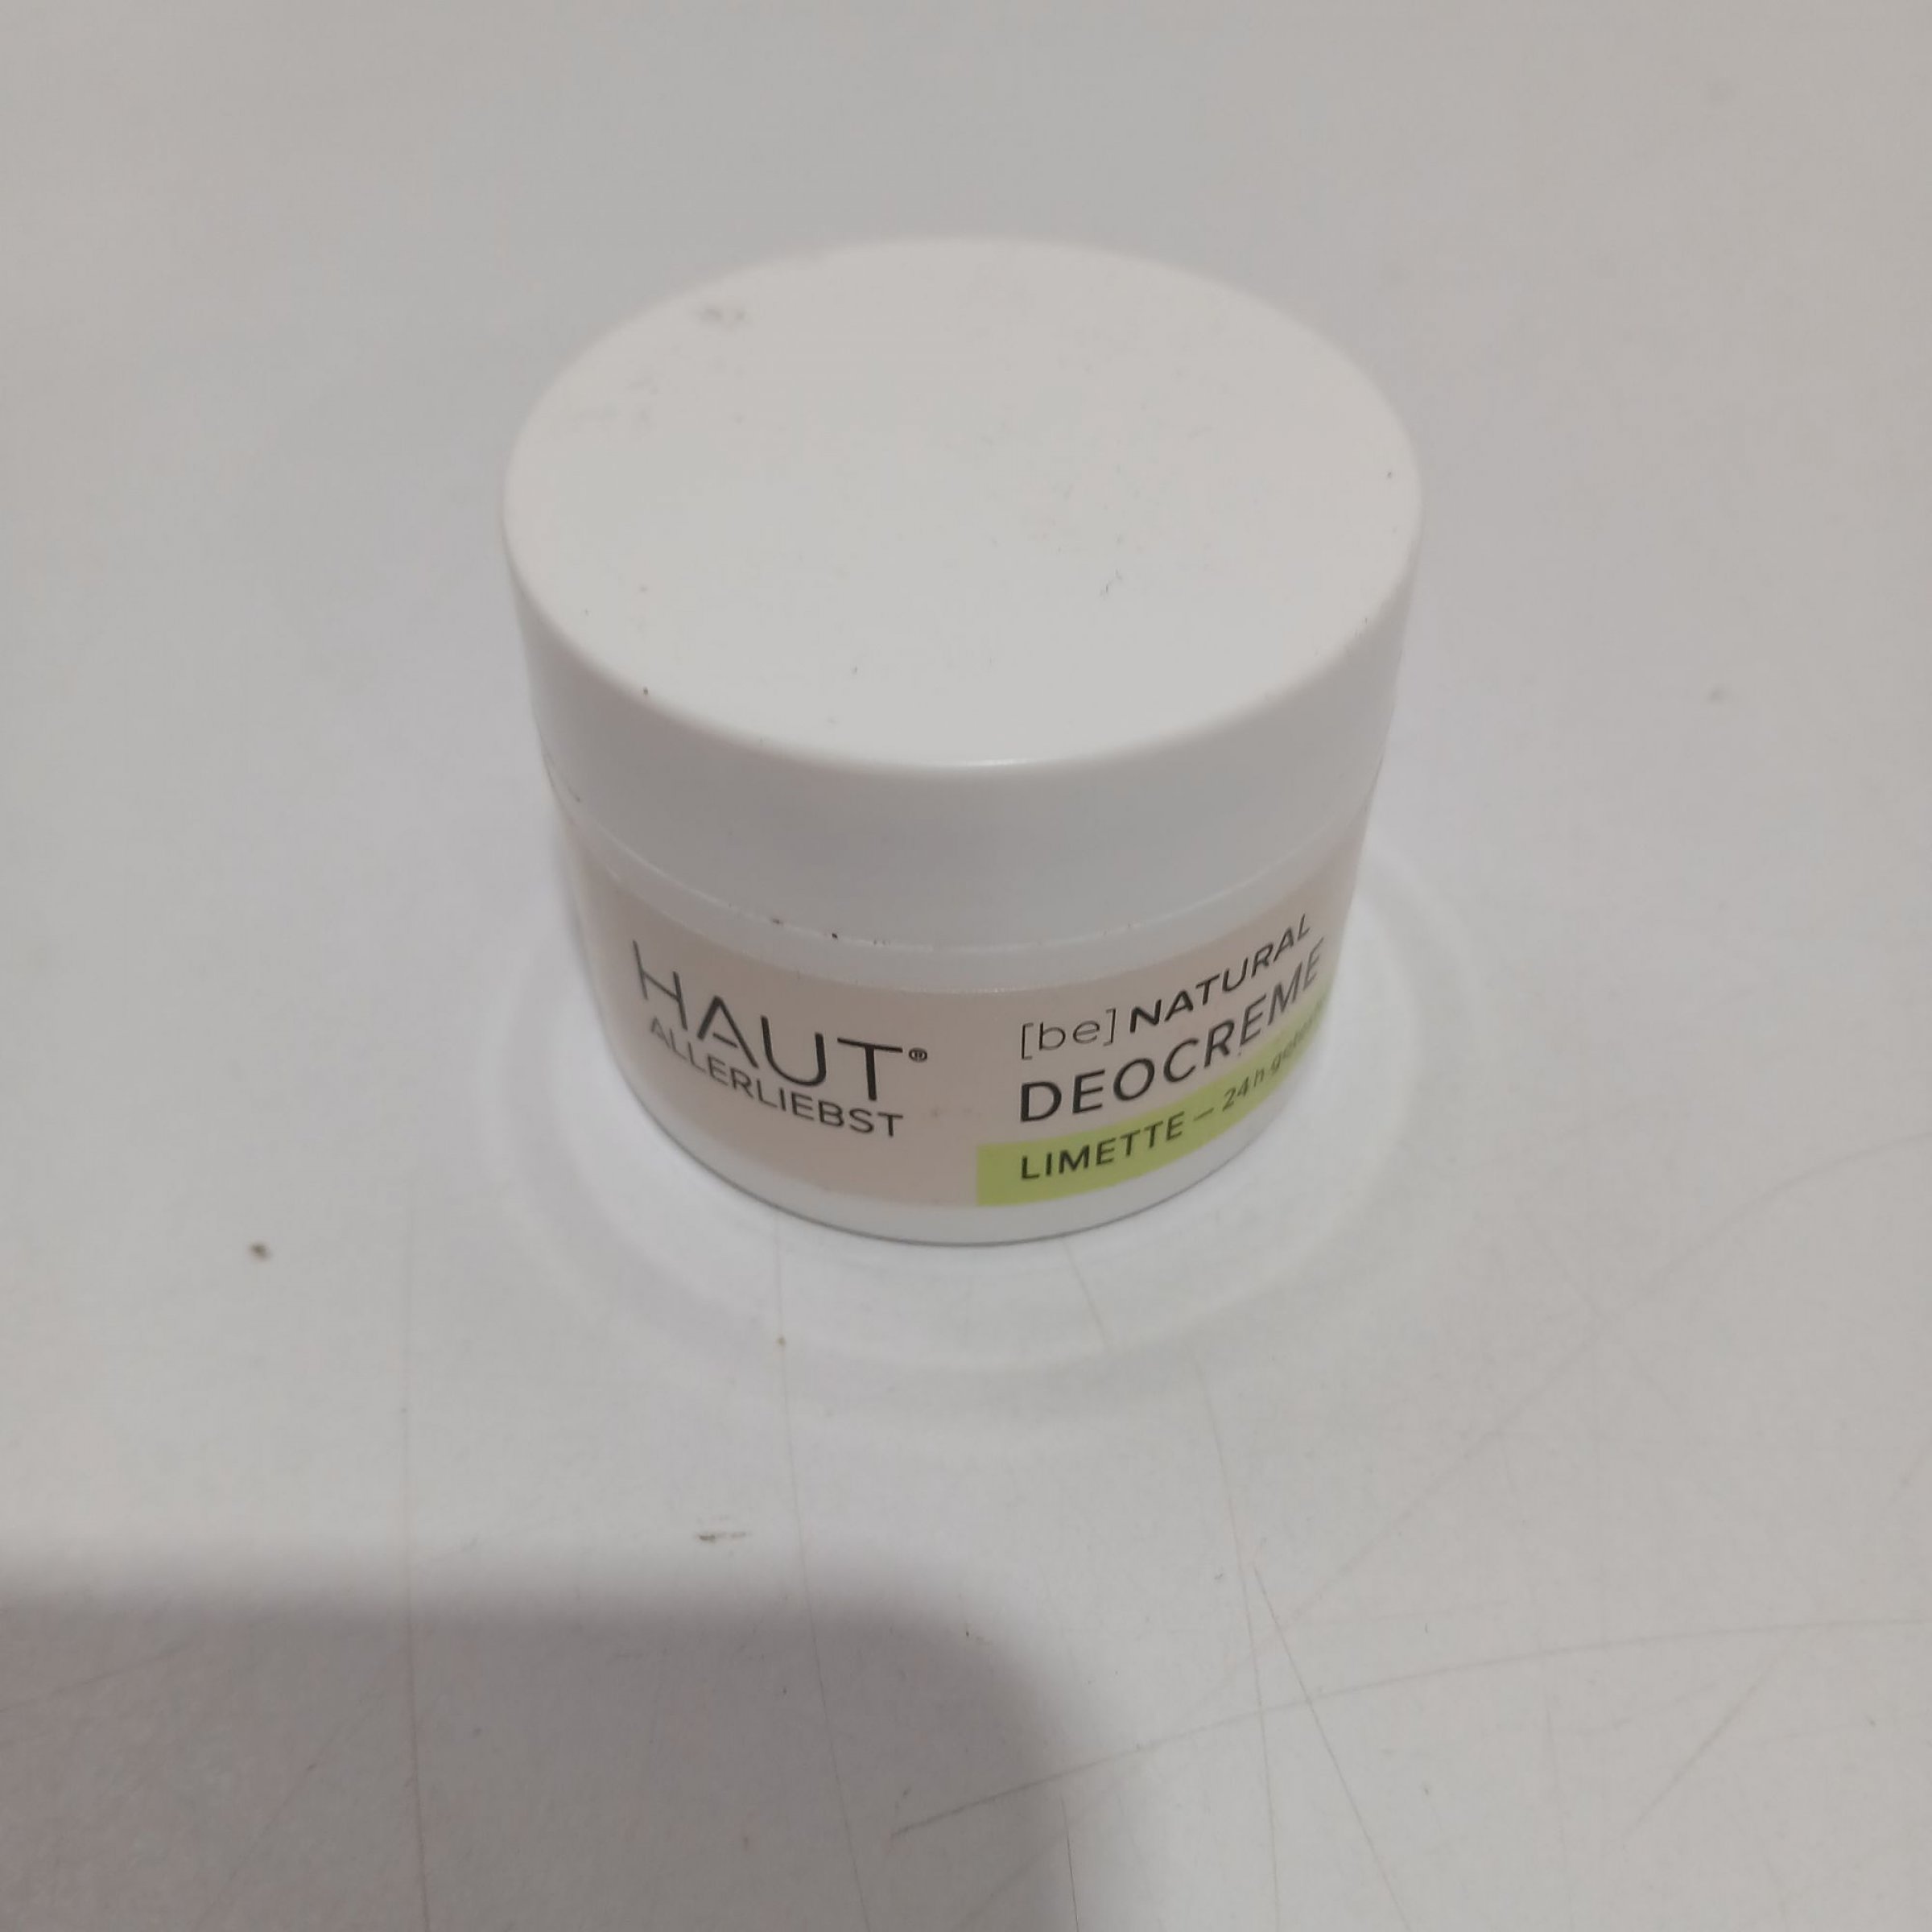 HAUT®
ALLERLIEBST
[be] NATURAL
DEOCREME
LIMETTE – 24h